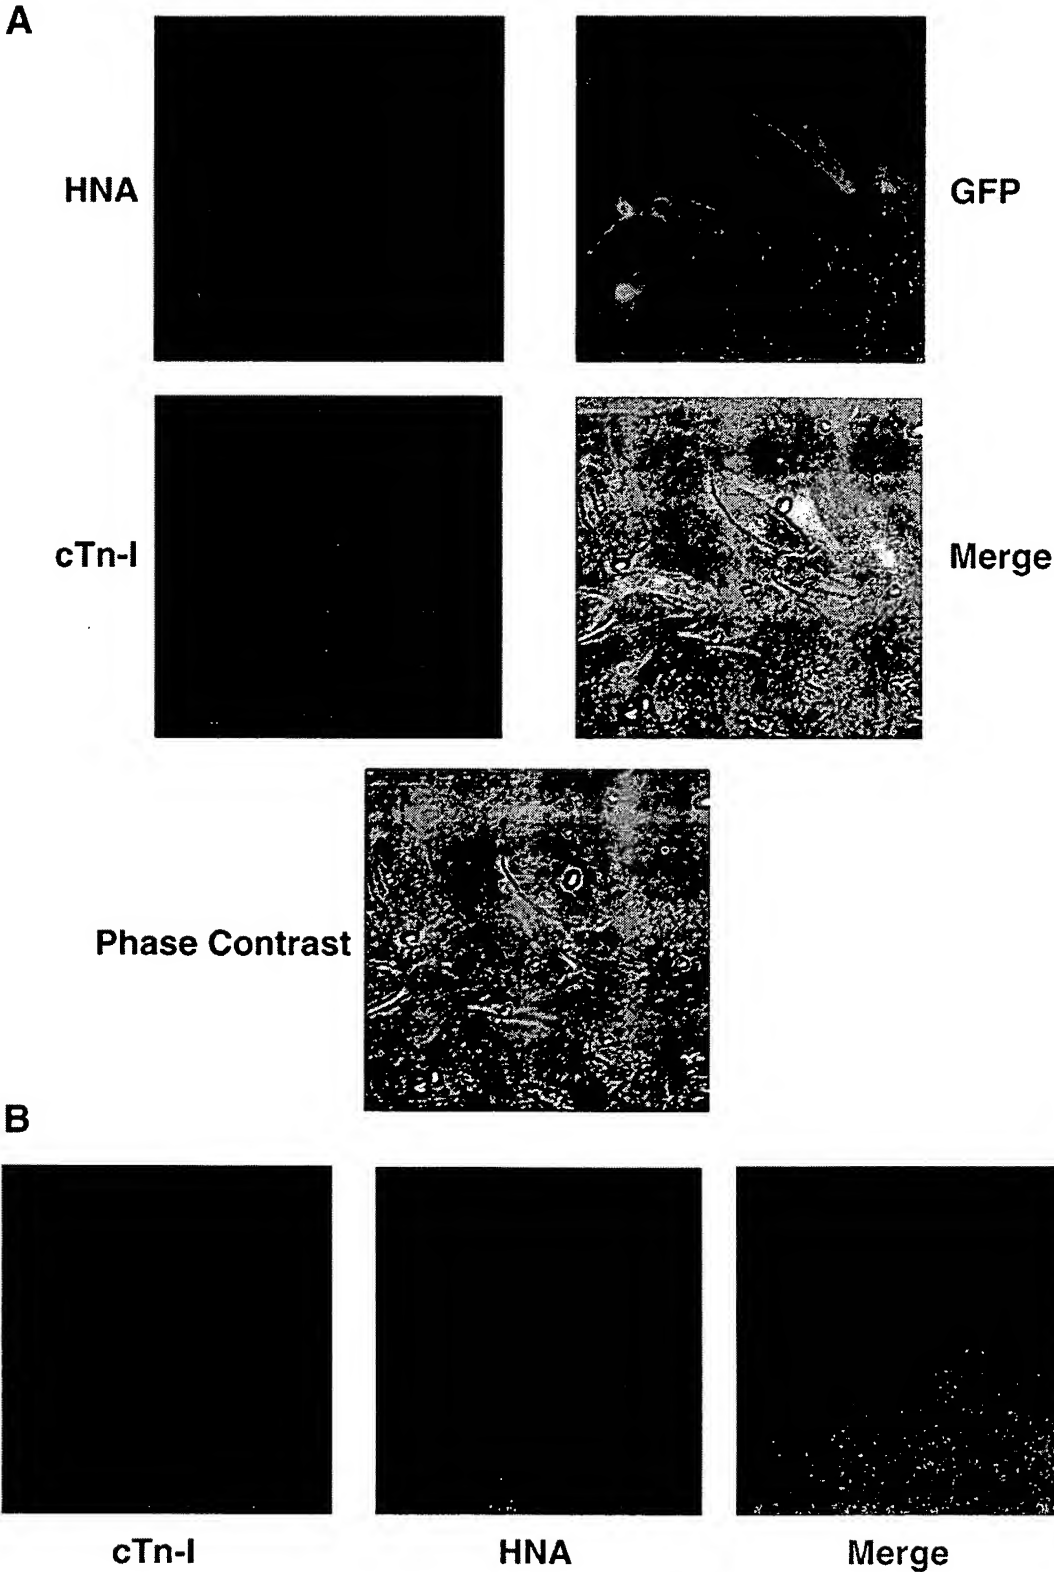 A
HNA
GFP
cTn-I
Merge
Phase Contrast
B
cTn-I
HNA
Merge